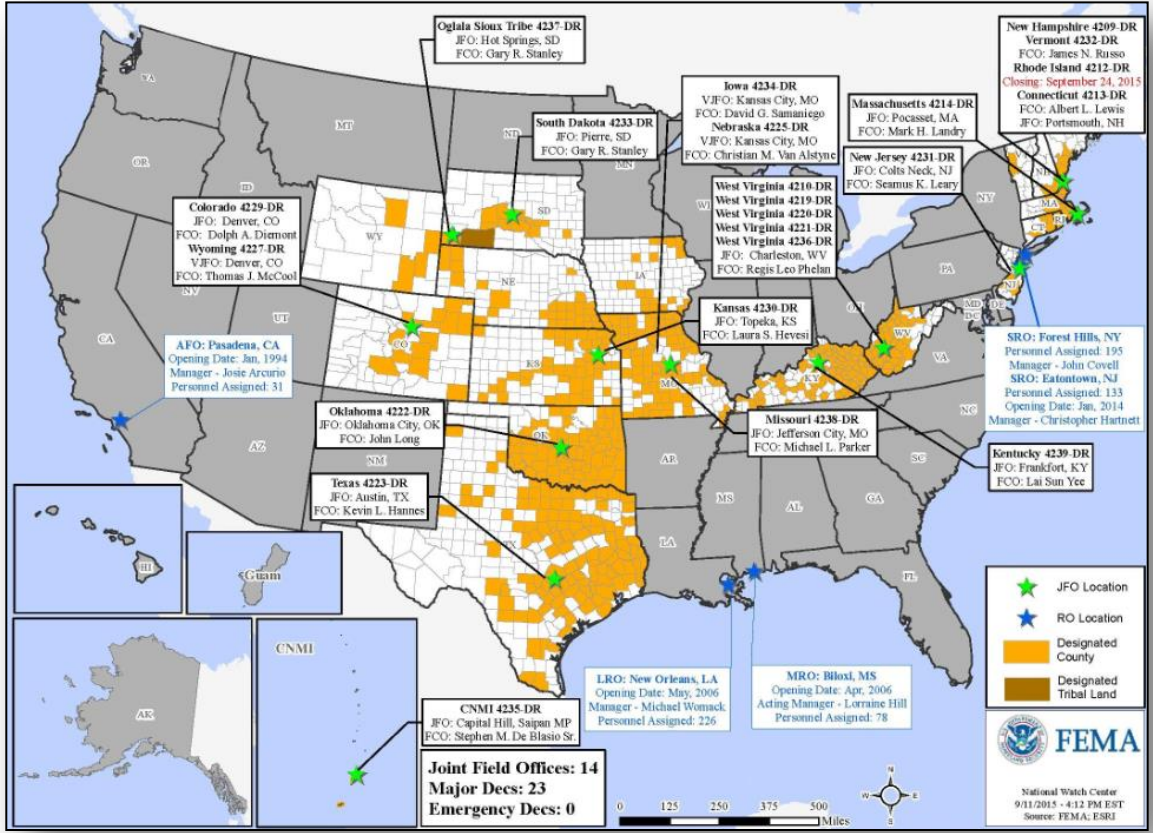 Oglala Sioux Tribe 4237-DR
JFO: Hot Springs, SD
FCO: Gary R. Stanley
New Hampshire 4209-DR
Vermont 4232-DR
FCO: James N. Russo
Rhode Island 4212-DR
Closing: September 24, 2015
Connecticut 4213-DR
FCO: Albert L. Lewis
JFO: Portsmouth, NH
Iowa 4234-DR
VJFO: Kansas City, MO
FCO: David G. Samaniego
Nebraska 4225-DR
VJFO: Kansas City, MO
FCO: Christian M. Van Alstyne
Massachusetts 4214-DR
JFO: Pocasset, MA
FCO: Mark H. Landry
South Dakota 4233-DR
JFO: Pierre, SD
FCO: Gary R. Stanley
New Jersey 4231-DR
JFO: Colts Neck, NJ
FCO: Seamus K. Leary
West Virginia 4210-DR
West Virginia 4219-DR
West Virginia 4220-DR
West Virginia 4221-DR
West Virginia 4236-DR
JFO: Charleston, WV
FCO: Regis Leo Phelan
Colorado 4229-DR
JFO: Denver, CO
FCO: Dolph A. Diemont
Wyoming 4227-DR
VJFO: Denver, CO
FCO: Thomas J. McCool
Kansas 4230-DR
JFO: Topeka, KS
FCO: Laura S. Hevesi
AFO: Pasadena, CA
Opening Date: Jan, 1994
Manager - Josie Arcurio
Personnel Assigned: 31
SRO: Forest Hills, NY
Personnel Assigned: 195
Manager - John Covell
SRO: Eatontown, NJ
Personnel Assigned: 133
Opening Date: Jan, 2014
Manager - Christopher Hartnett
Oklahoma 4222-DR
JFO: Oklahoma City, OK
FCO: John Long
Missouri 4238-DR
JFO: Jefferson City, MO
FCO: Michael L. Parker
Kentucky 4239-DR
JFO: Frankfort, KY
FCO: Lai Sun Yee
Texas 4223-DR
JFO: Austin, TX
FCO: Kevin L. Hannes
WA
MT
ND
MN
OR
ID
SD
WI
WY
NY
NH
MA
CT
RI
NE
IA
PA
NJ
NV
UT
CO
KS
MO
OH
WV
MD
DE
DC
VA
CA
KY
NC
AZ
NM
OK
AR
SC
TX
MS
AL
GA
LA
FL
HI
Guam
AK
CNMI
LRO: New Orleans, LA
Opening Date: May, 2006
Manager - Michael Womack
Personnel Assigned: 226
MRO: Biloxi, MS
Opening Date: Apr, 2006
Acting Manager - Lorraine Hill
Personnel Assigned: 78
CNMI 4235-DR
JFO: Capital Hill, Saipan MP
FCO: Stephen M. De Blasio Sr.
Joint Field Offices: 14
Major Decs: 23
Emergency Decs: 0
0 125 250 375 500
Miles
N
W E
S
JFO Location
RO Location
Designated
County
Designated
Tribal Land
FEMA
National Watch Center
9/11/2015 - 4:12 PM EST
Source: FEMA; ESRI